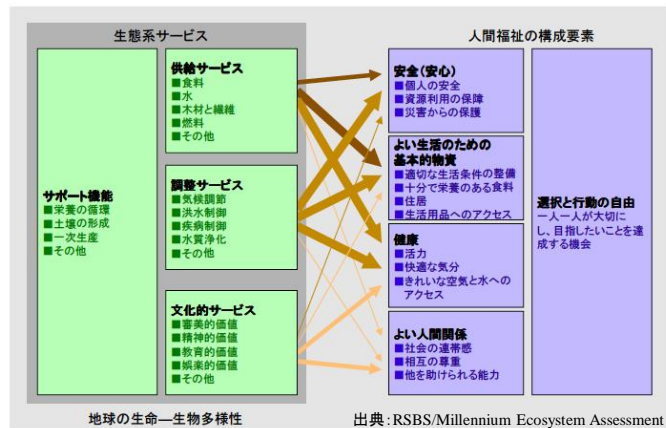 生態系サービス
サポート機能
■栄養の循環
■土壌の形成
■一次生産
■その他
供給サービス
■食料
■水
■木材と繊維
■燃料
■その他
調整サービス
■気候調節
■洪水制御
■疾病制御
■水質浄化
■その他
文化的サービス
■審美的価値
■精神的価値
■教育的価値
■娯楽的価値
■その他
地球の生命―生物多様性
人間福祉の構成要素
安全(安心)
■個人の安全
■資源利用の保障
■災害からの保護
よい生活のための
基本的物資
■適切な生活条件の整備
■十分で栄養のある食料
■住居
■生活用品へのアクセス
健康
■活力
■快適な気分
■きれいな空気と水への
アクセス
よい人間関係
■社会の連帯感
■相互の尊重
■他を助けられる能力
選択と行動の自由
一人一人が大切に
し、目指したいことを達
成する機会
出典:RSBS/Millennium Ecosystem Assessment